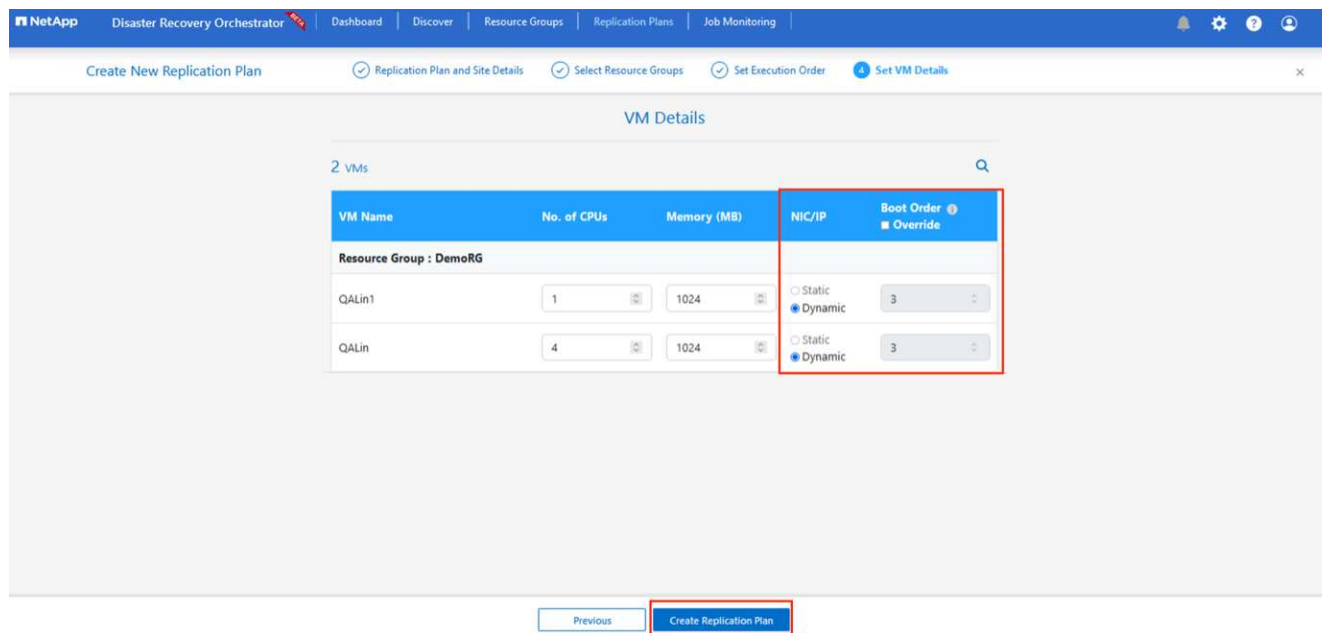 NetApp Disaster Recovery Orchestrator BETA Dashboard Discover Resource Groups Replication Plans Job Monitoring
Create New Replication Plan Replication Plan and Site Details Select Resource Groups Set Execution Order 4 Set VM Details
VM Details
2 VMs
VM Name No. of CPUs Memory (MB) NIC/IP Boot Order Override
Resource Group : DemoRG
QALin1 1 1024 Static Dynamic 3
QALin 4 1024 Static Dynamic 3
Previous Create Replication Plan